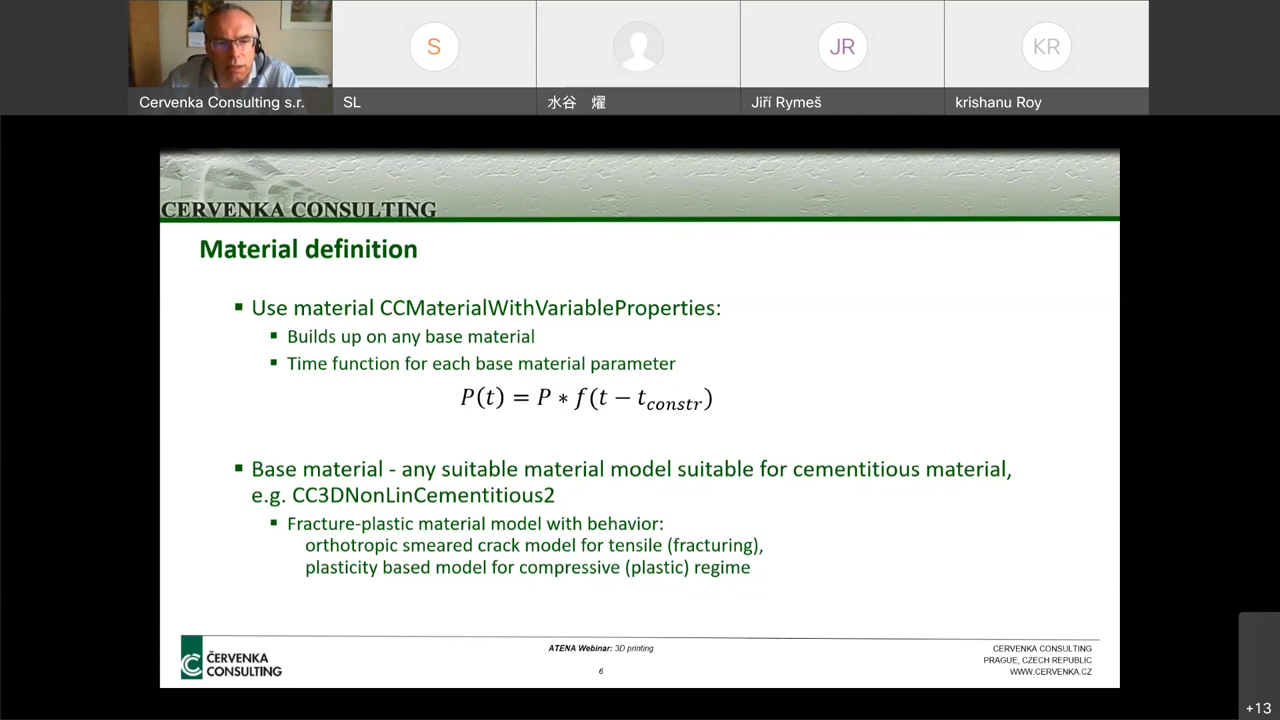 S
JR
KR
Cervenka Consulting s.r.
SL
水谷 燿
Jiří Rymeš
krishanu Roy
CERVENKA CONSULTING
Material definition
▪ Use material CCMaterialWithVariableProperties:
▪ Builds up on any base material
▪ Time function for each base material parameter
P(t) = P ∗ f(t − t_constr)
▪ Base material - any suitable material model suitable for cementitious material,
e.g. CC3DNonLinCementitious2
▪ Fracture-plastic material model with behavior:
orthotropic smeared crack model for tensile (fracturing),
plasticity based model for compressive (plastic) regime
ČERVENKA
CONSULTING
ATENA Webinar: 3D printing
6
CERVENKA CONSULTING
PRAGUE, CZECH REPUBLIC
WWW.CERVENKA.CZ
+13